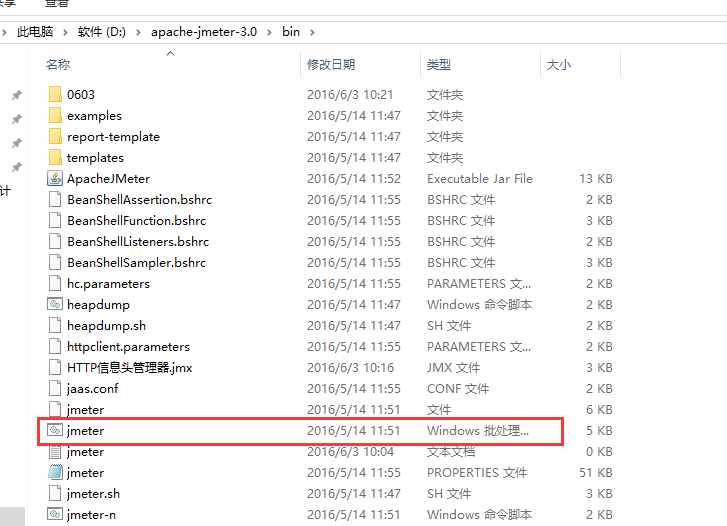 查看
此电脑 > 软件 (D:) > apache-jmeter-3.0 > bin >
名称 修改日期 类型 大小
0603 2016/6/3 10:21 文件夹
examples 2016/5/14 11:47 文件夹
report-template 2016/5/14 11:47 文件夹
templates 2016/5/14 11:47 文件夹
ApacheJMeter 2016/5/14 11:52 Executable Jar File 13 KB
计
BeanShellAssertion.bshrc 2016/5/14 11:55 BSHRC 文件 2 KB
BeanShellFunction.bshrc 2016/5/14 11:55 BSHRC 文件 3 KB
BeanShellListeners.bshrc 2016/5/14 11:55 BSHRC 文件 2 KB
BeanShellSampler.bshrc 2016/5/14 11:55 BSHRC 文件 3 KB
hc.parameters 2016/5/14 11:55 PARAMETERS 文... 2 KB
heapdump 2016/5/14 11:47 Windows 命令脚本 2 KB
heapdump.sh 2016/5/14 11:47 SH 文件 2 KB
httpclient.parameters 2016/5/14 11:55 PARAMETERS 文... 2 KB
HTTP信息头管理器.jmx 2016/6/3 10:16 JMX 文件 3 KB
jaas.conf 2016/5/14 11:55 CONF 文件 2 KB
jmeter 2016/5/14 11:51 文件 6 KB
jmeter 2016/5/14 11:51 Windows 批处理... 5 KB
jmeter 2016/6/3 10:04 文本文档 0 KB
jmeter 2016/5/14 11:55 PROPERTIES 文件 51 KB
jmeter.sh 2016/5/14 11:47 SH 文件 3 KB
jmeter-n 2016/5/14 11:51 Windows 命令脚本 2 KB